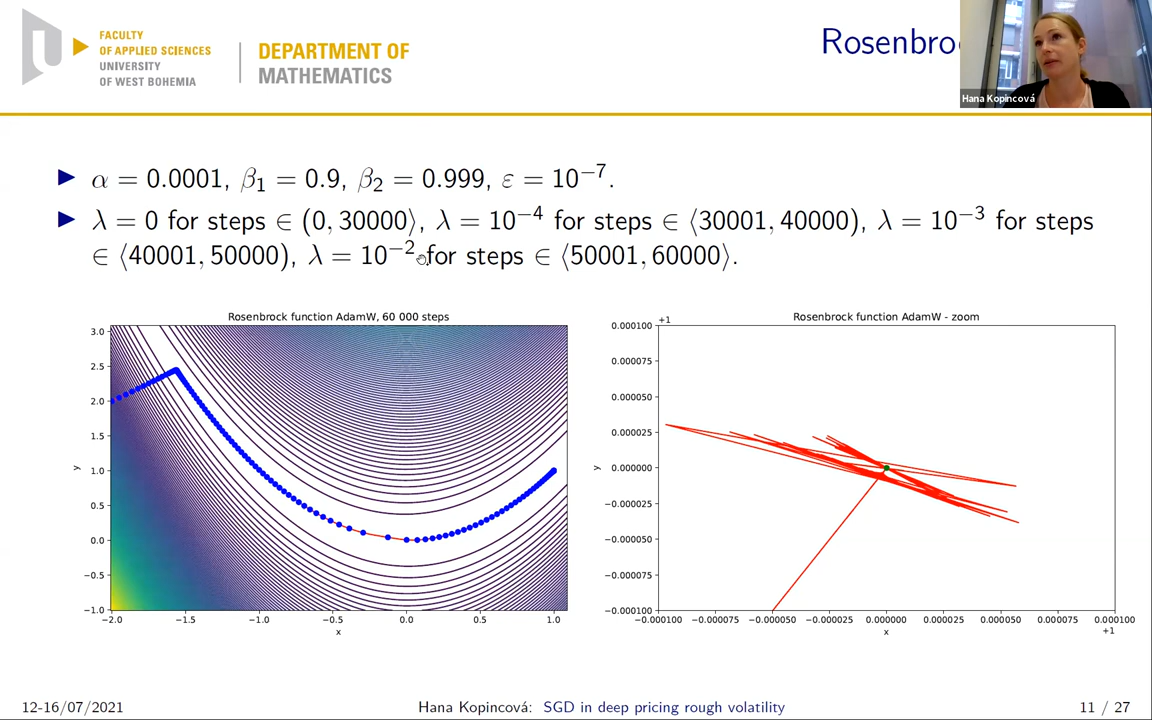 FACULTY
OF APPLIED SCIENCES
UNIVERSITY
OF WEST BOHEMIA
DEPARTMENT OF
MATHEMATICS
Rosenbro
Hana Kopincová
▶ α = 0.0001, β₁ = 0.9, β₂ = 0.999, ε = 10⁻⁷.
▶ λ = 0 for steps ∈ (0, 30000⟩, λ = 10⁻⁴ for steps ∈ ⟨30001, 40000), λ = 10⁻³ for steps
∈ ⟨40001, 50000), λ = 10⁻² for steps ∈ ⟨50001, 60000⟩.
Rosenbrock function AdamW, 60 000 steps
3.0
2.5
2.0
1.5
1.0
0.5
0.0
−0.5
−1.0
y
−2.0 −1.5 −1.0 −0.5 0.0 0.5 1.0
x
Rosenbrock function AdamW - zoom
+1
0.000100
0.000075
0.000050
0.000025
0.000000
−0.000025
−0.000050
−0.000075
−0.000100
y
−0.000100 −0.000075 −0.000050 −0.000025 0.000000 0.000025 0.000050 0.000075 0.000100
+1
x
12-16/07/2021
Hana Kopincová: SGD in deep pricing rough volatility
11 / 27